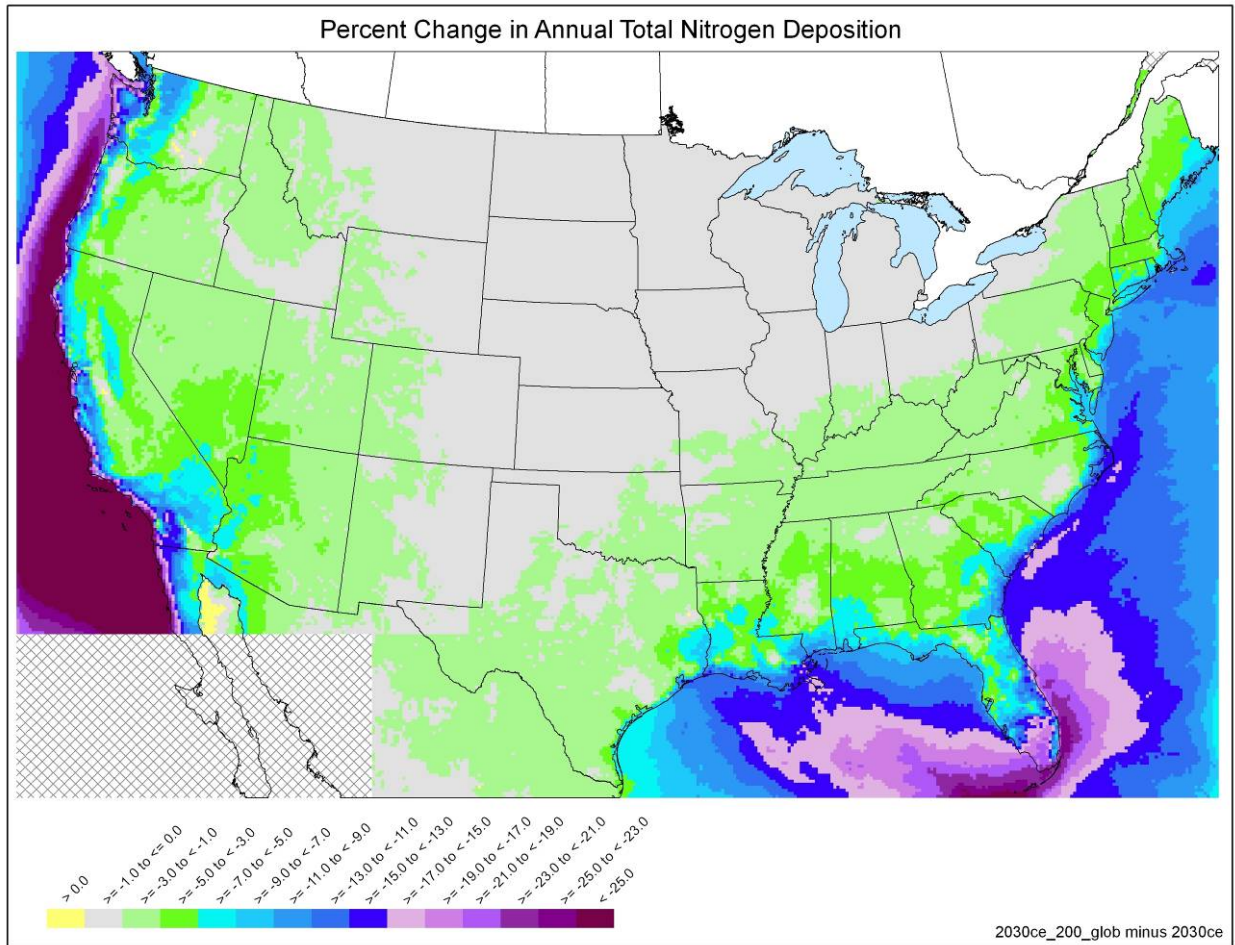 Percent Change in Annual Total Nitrogen Deposition
> 0.0
>= -1.0 to <= 0.0
>= -3.0 to < -1.0
>= -5.0 to < -3.0
>= -7.0 to < -5.0
>= -9.0 to < -7.0
>= -11.0 to < -9.0
>= -13.0 to < -11.0
>= -15.0 to < -13.0
>= -17.0 to < -15.0
>= -19.0 to < -17.0
>= -21.0 to < -19.0
>= -23.0 to < -21.0
>= -25.0 to < -23.0
< -25.0
2030ce_200_glob minus 2030ce